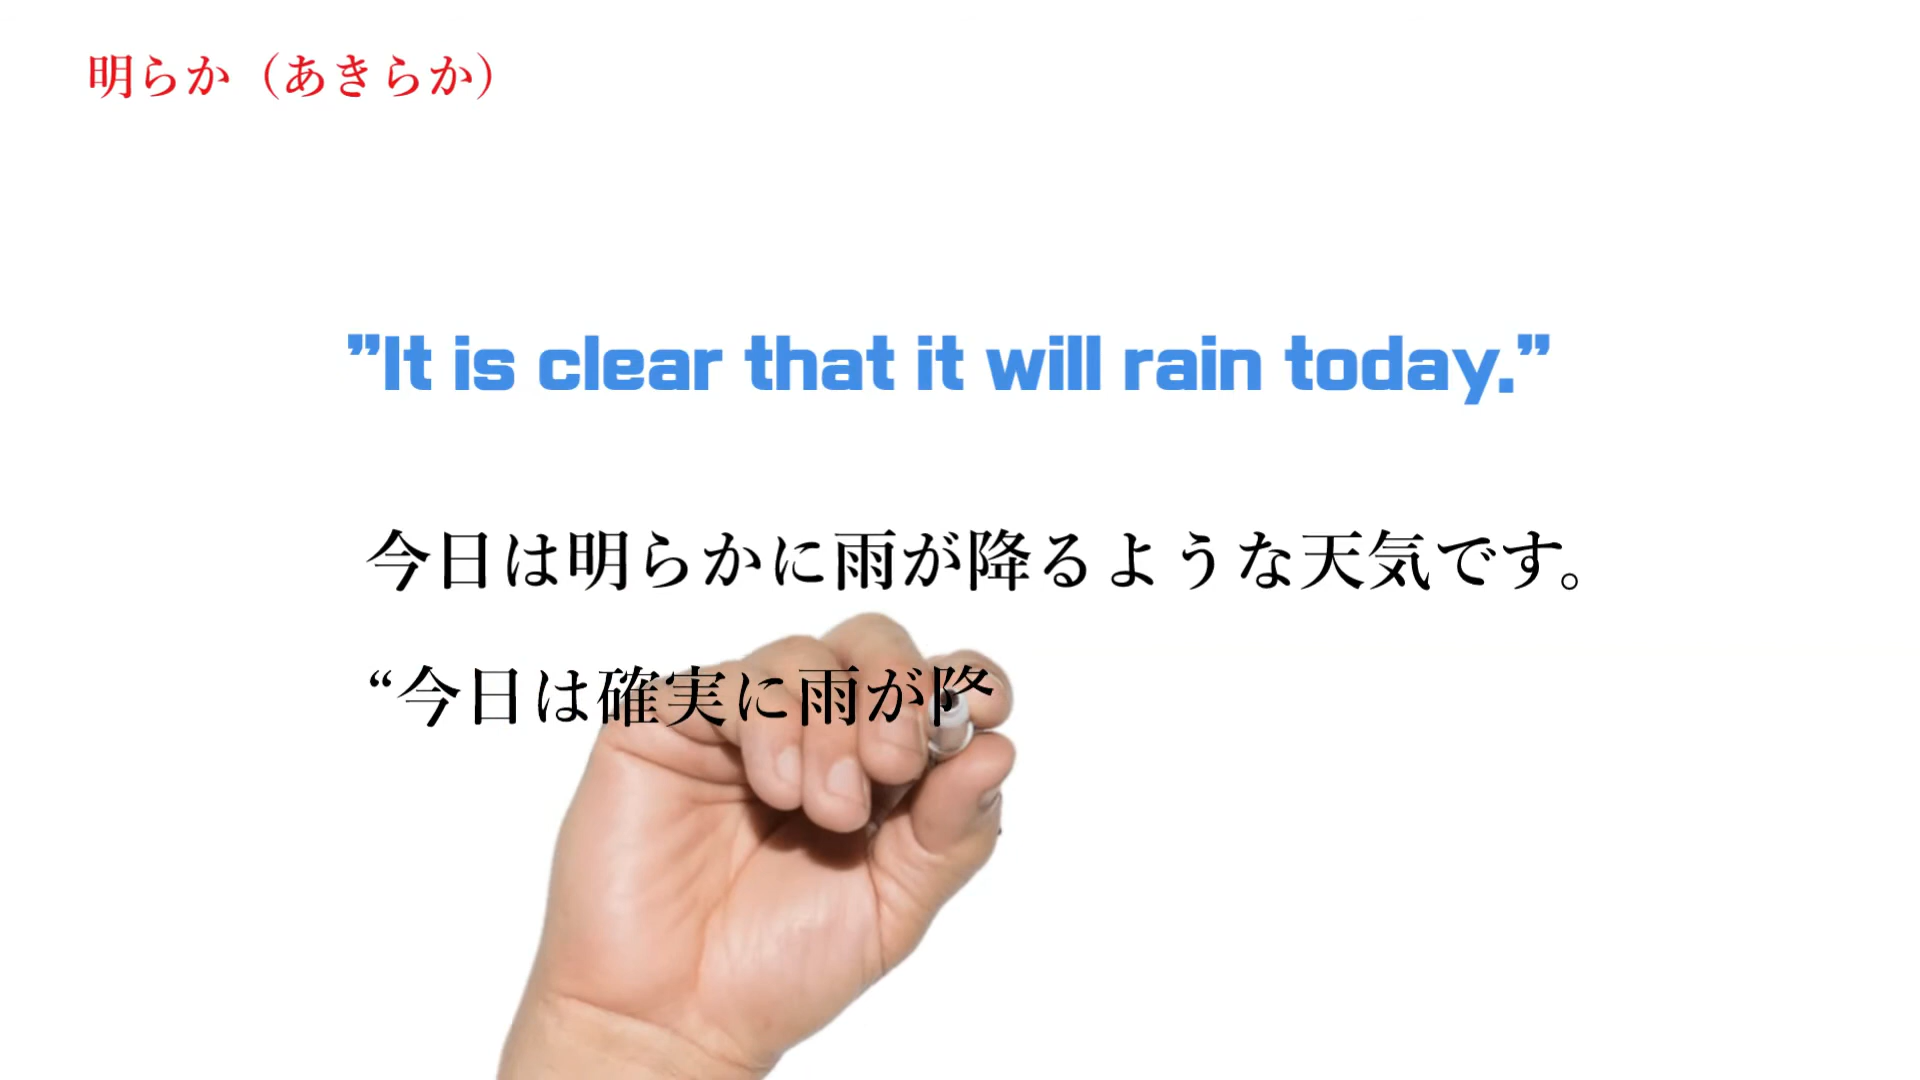 明らか（あきらか）
”It is clear that it will rain today.”
今日は明らかに雨が降るような天気です。
“今日は確実に雨が降